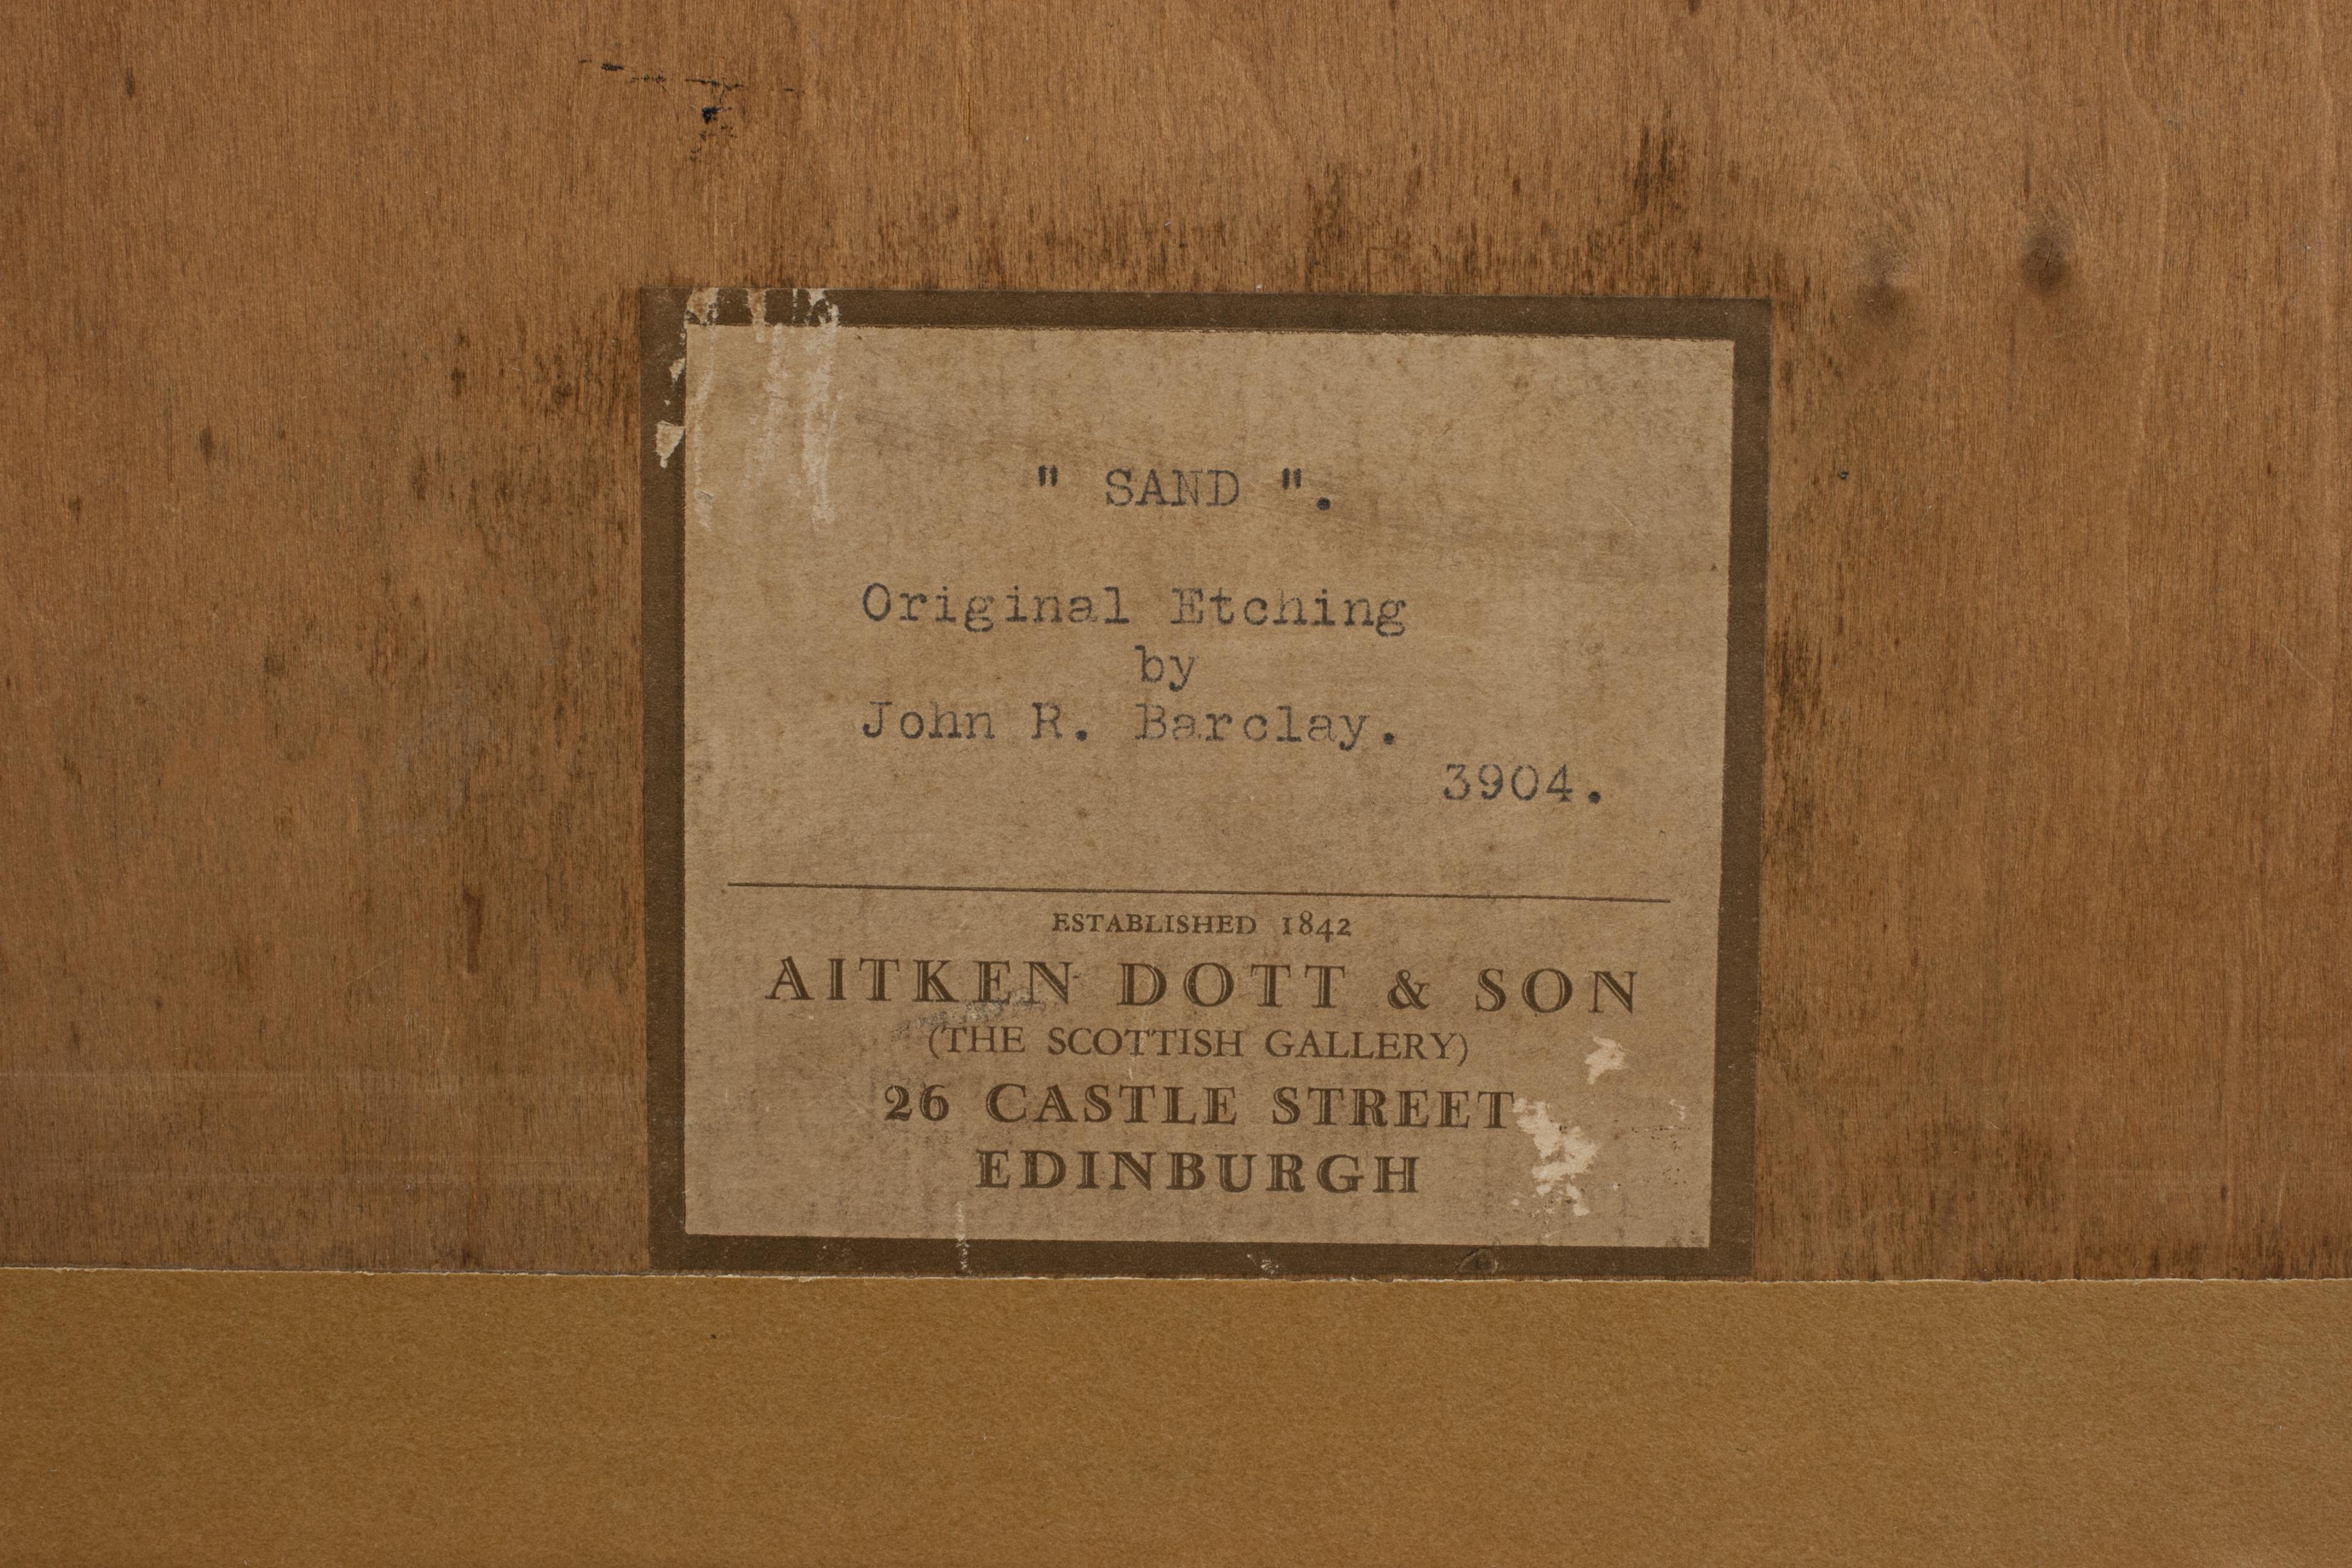 " SAND ".
Original Etching
by
John R. Barclay.
3904.
ESTABLISHED 1842
AITKEN DOTT & SON
(THE SCOTTISH GALLERY)
26 CASTLE STREET
EDINBURGH